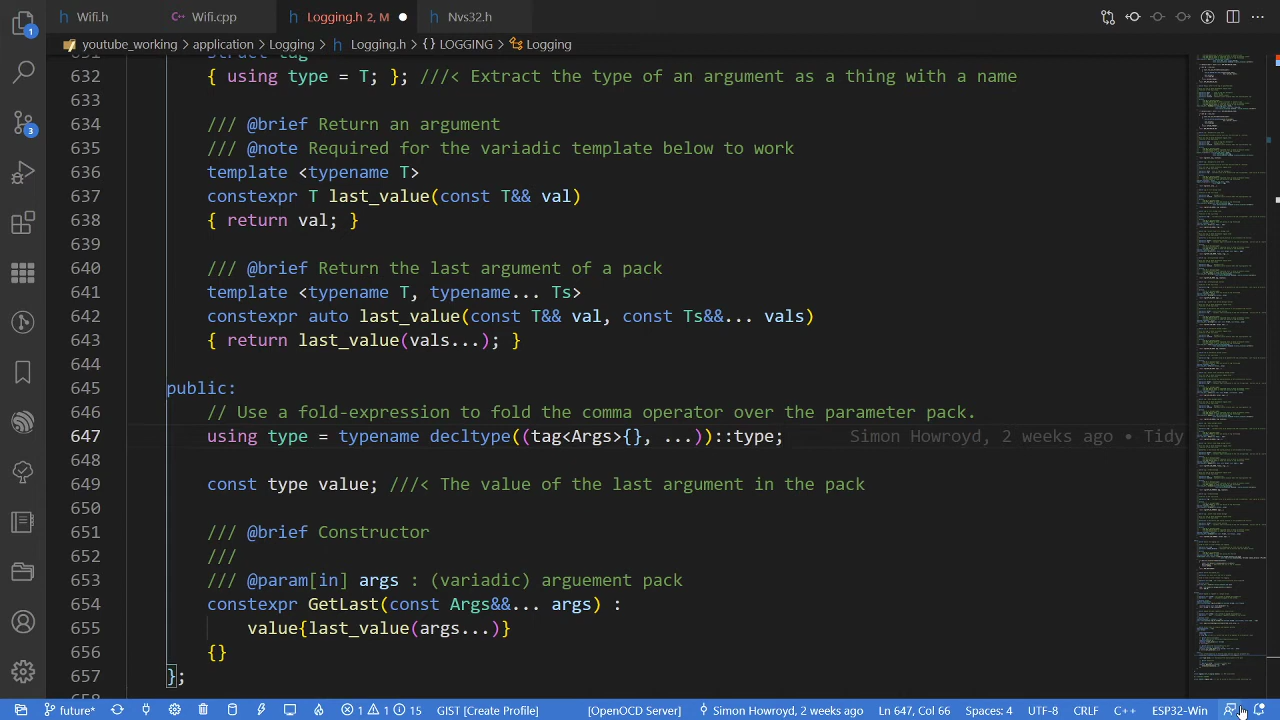 Wifi.h Wifi.cpp Logging.h 2, M Nvs32.h
youtube_working application Logging Logging.h {} LOGGING Logging
631
632 { using type = T; }; ///< Extract the type of an argument as a thing with a name
633
634 /// @brief Return an argument
635 /// @note Required for the variadic template below to work
636 template <typename T>
637 constexpr T last_value(const T&& val)
638 { return val;
639
640 /// @brief Return the last element of a pack
641 template <typename T, typename... Ts>
642 constexpr auto last_value(const T&& val, const Ts&&... vals)
643 { return last_value(vals...); }
644
645 public:
646 // Use a fold-expression to fold the comma operator over the parameter pack
647 using type = typename decltype((tag<Args>{}, ...))::type; Simon Howroyd, 2 weeks ago • Tidy
648
649 const type value; ///< The value of the last argument in the pack
650
651 /// @brief Constructor
652 ///
653 /// @param[in] args : (variadic) arguement pack
654 constexpr GetLast(const Args&&... args) :
655 value{last_value(
656 {}
657 };
658
1 3 future* 1 1 15 GIST (Create Profile) [OpenOCD Server] Simon Howroyd, 2 weeks ago Ln 647, Col 66 Spaces: 4 UTF-8 CRLF C++ ESP32-Win